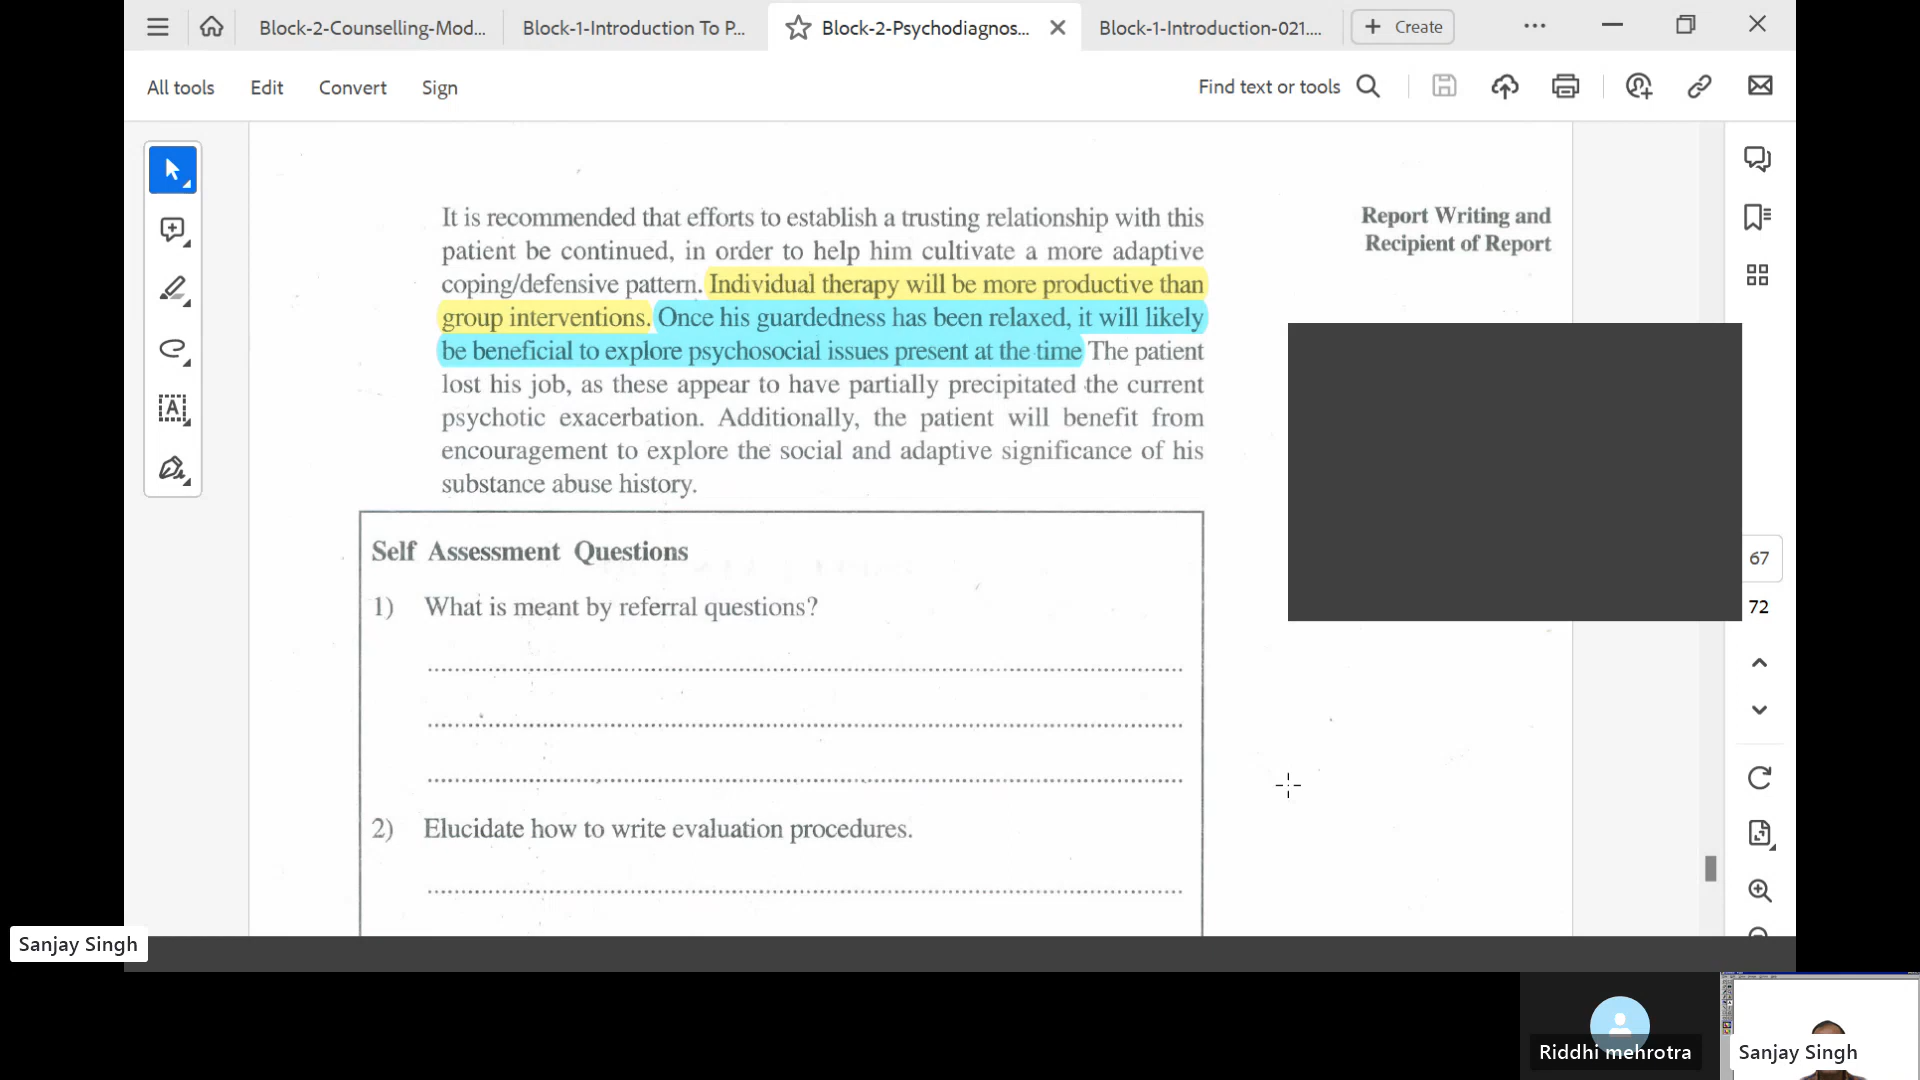 Block-2-Counselling-Mod...
Block-1-Introduction To P...
Block-2-Psychodiagnos...
Block-1-Introduction-021....
Create
All tools
Edit
Convert
Sign
Find text or tools
It is recommended that efforts to establish a trusting relationship with this
patient be continued, in order to help him cultivate a more adaptive
coping/defensive pattern. Individual therapy will be more productive than
group interventions. Once his guardedness has been relaxed, it will likely
be beneficial to explore psychosocial issues present at the time The patient
lost his job, as these appear to have partially precipitated the current
psychotic exacerbation. Additionally, the patient will benefit from
encouragement to explore the social and adaptive significance of his
substance abuse history.
Report Writing and
Recipient of Report
Self Assessment Questions
1) What is meant by referral questions?
2) Elucidate how to write evaluation procedures.
67
72
Sanjay Singh
Riddhi mehrotra
Sanjay Singh